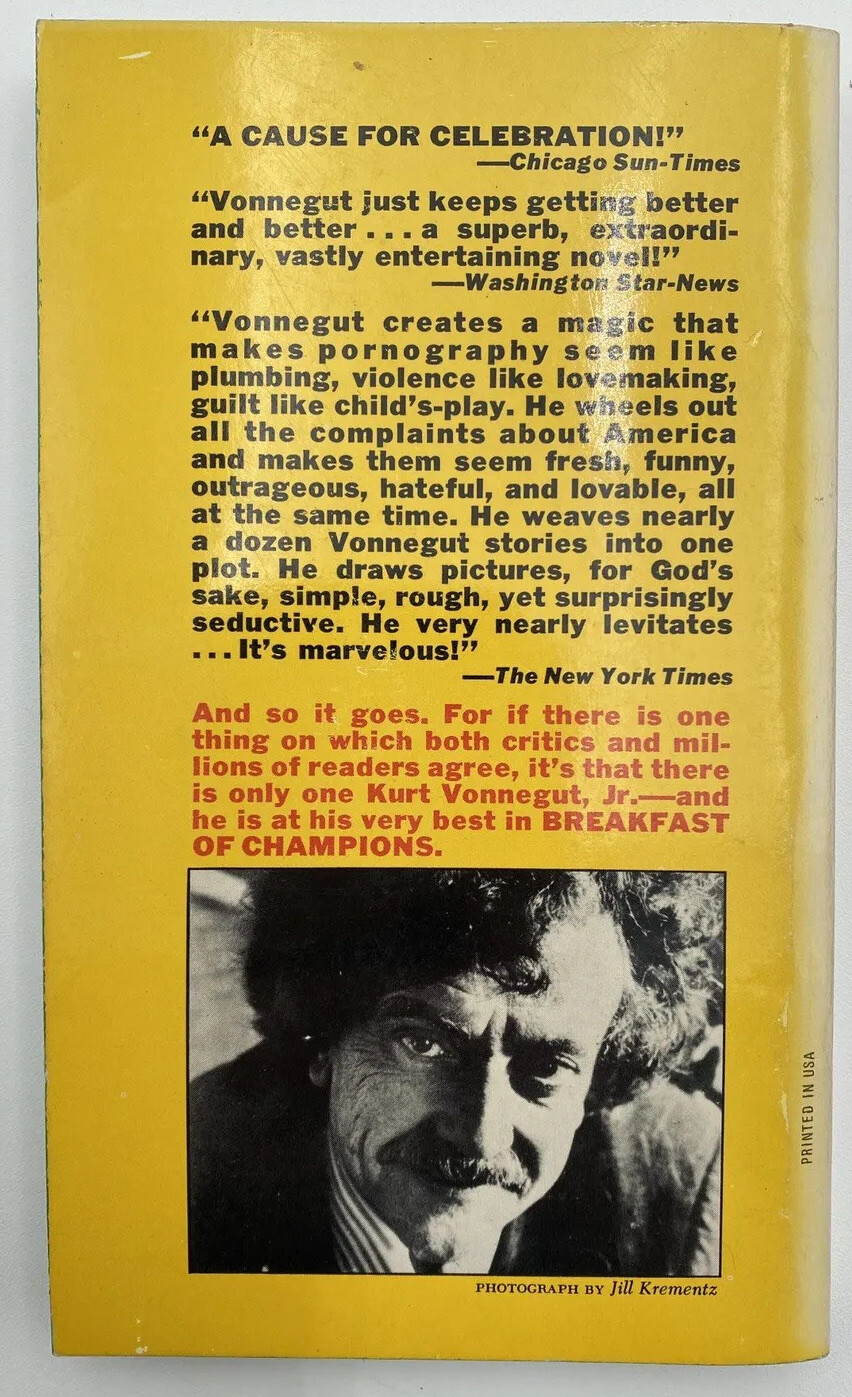 “A CAUSE FOR CELEBRATION!”
—Chicago Sun-Times
“Vonnegut just keeps getting better
and better . . . a superb, extraordi-
nary, vastly entertaining novel!”
—Washington Star-News
“Vonnegut creates a magic that
makes pornography seem like
plumbing, violence like lovemaking,
guilt like child’s-play. He wheels out
all the complaints about America
and makes them seem fresh, funny,
outrageous, hateful, and lovable, all
at the same time. He weaves nearly
a dozen Vonnegut stories into one
plot. He draws pictures, for God’s
sake, simple, rough, yet surprisingly
seductive. He very nearly levitates
. . . It’s marvelous!”
—The New York Times
And so it goes. For if there is one
thing on which both critics and mil-
lions of readers agree, it’s that there
is only one Kurt Vonnegut, Jr.—and
he is at his very best in BREAKFAST
OF CHAMPIONS.
PHOTOGRAPH BY Jill Krementz
PRINTED IN USA